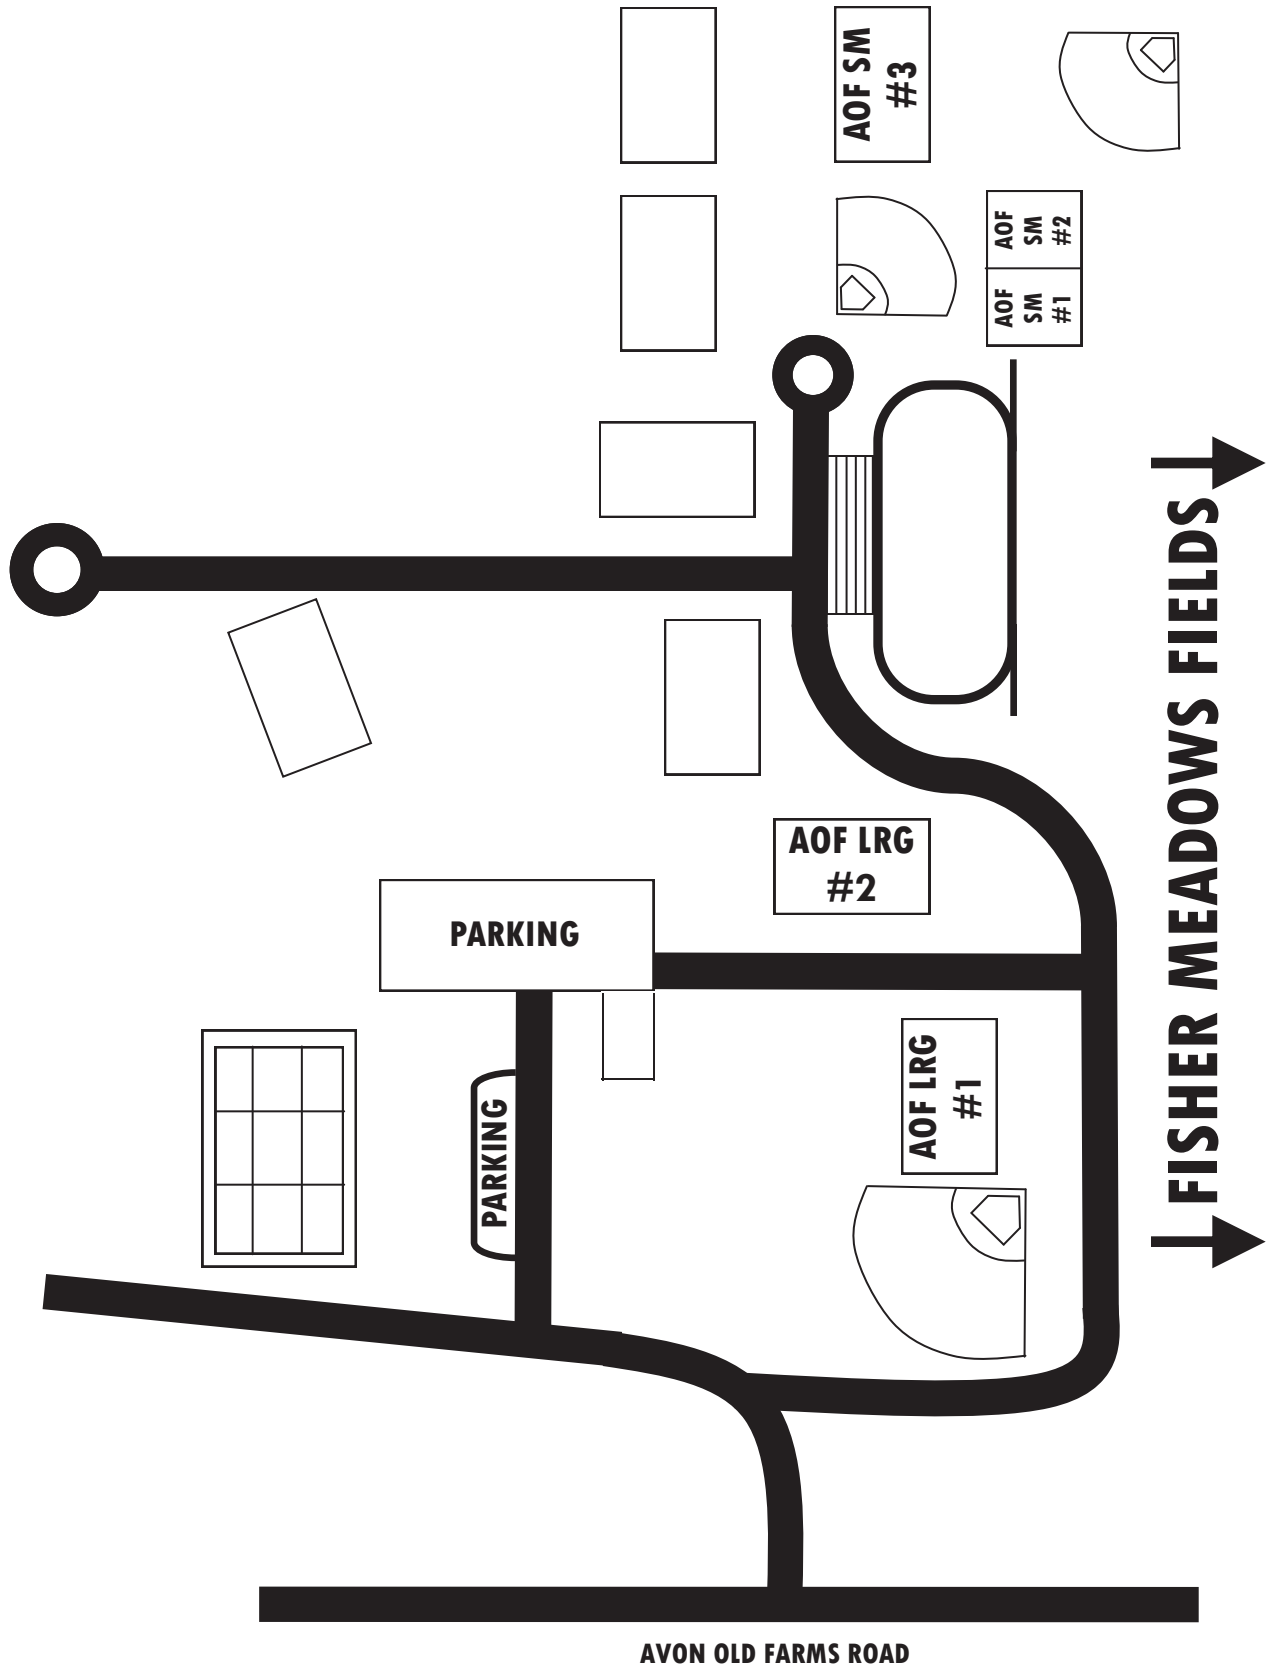 AOF SM
#3
AOF
SM
#2
AOF
SM
#1
FISHER MEADOWS FIELDS
AOF LRG
#2
PARKING
AOF LRG
#1
PARKING
AVON OLD FARMS ROAD